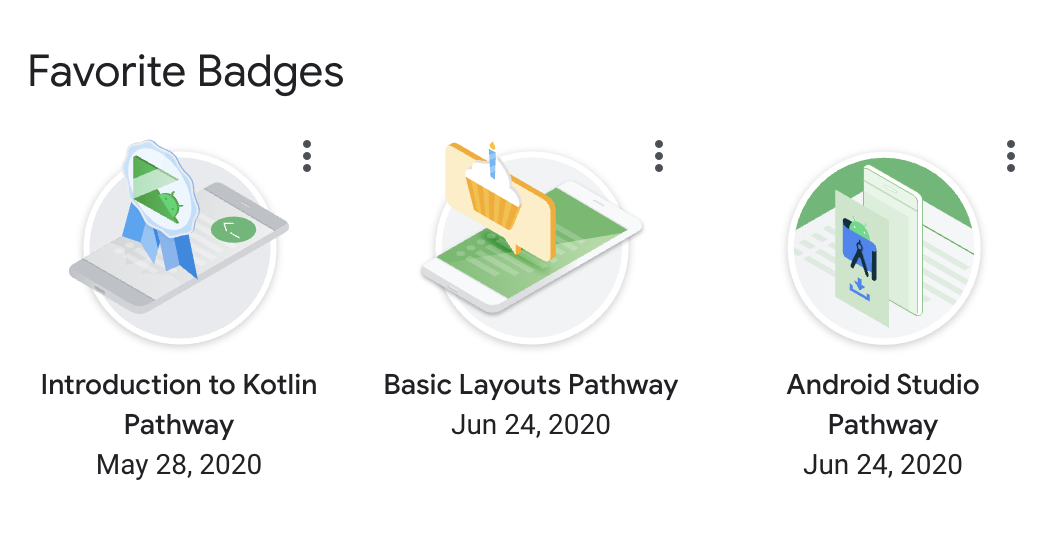 Favorite Badges
Introduction to Kotlin
Pathway
May 28, 2020
Basic Layouts Pathway
Jun 24, 2020
Android Studio
Pathway
Jun 24, 2020